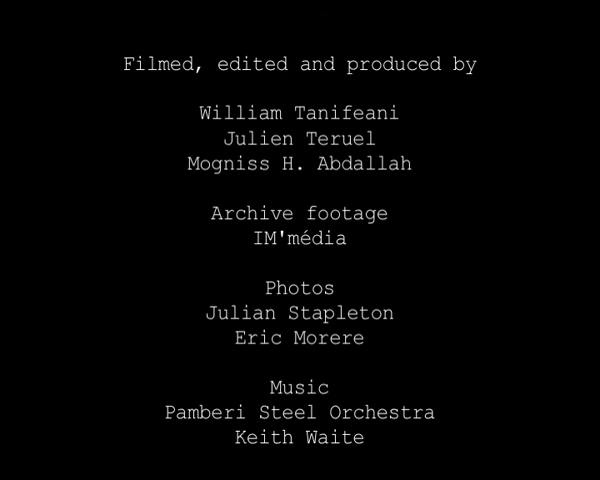 Filmed, edited and produced by
William Tanifeani
Julien Teruel
Mogniss H. Abdallah
Archive footage
IM'média
Photos
Julian Stapleton
Eric Morere
Music
Pamberi Steel Orchestra
Keith Waite